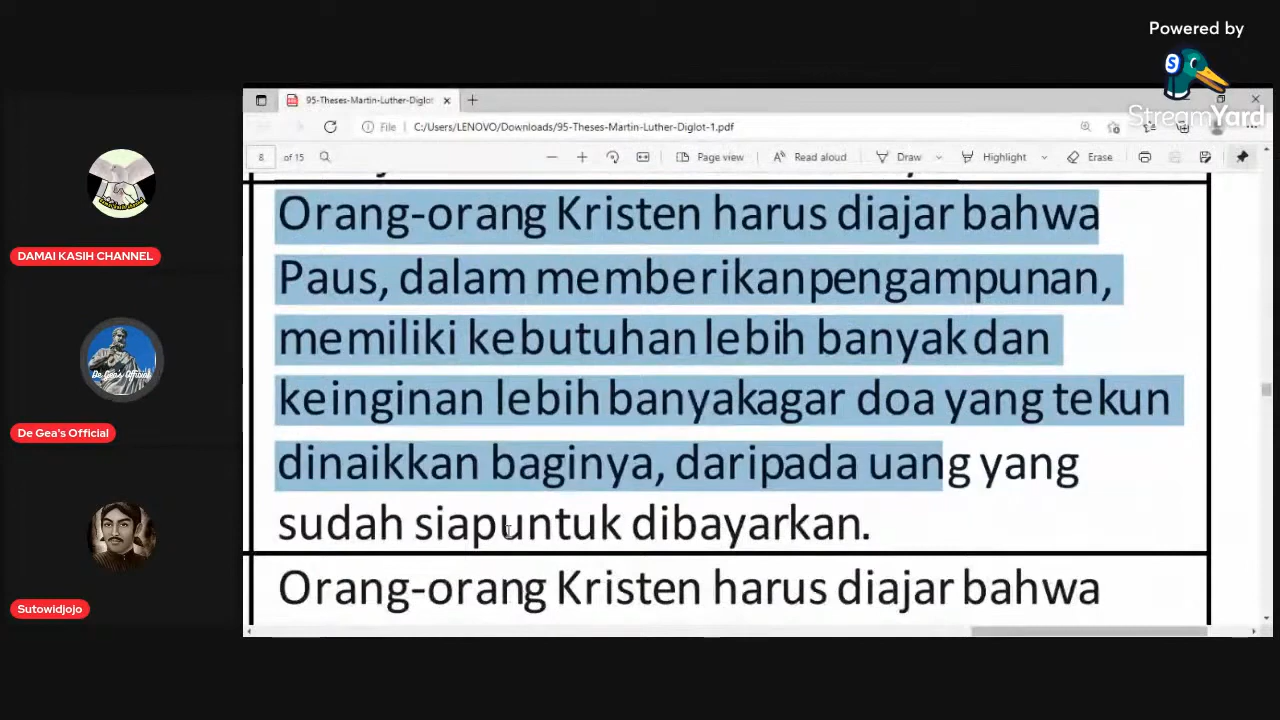 Powered by
StreamYard
95-Theses-Martin-Luther-Diglot
File C:/Users/LENOVO/Downloads/95-Theses-Martin-Luther-Diglot-1.pdf
8 of 15 Page view Read aloud Draw Highlight Erase
Orang-orang Kristen harus diajar bahwa
Paus, dalam memberikanpengampunan,
memiliki kebutuhan lebih banyak dan
keinginan lebih banyakagar doa yang tekun
dinaikkan baginya, daripada uang yang
sudah siapuntuk dibayarkan.
Orang-orang Kristen harus diajar bahwa
DAMAI KASIH CHANNEL
De Gea's Official
De Gea's Official
Sutowidjojo